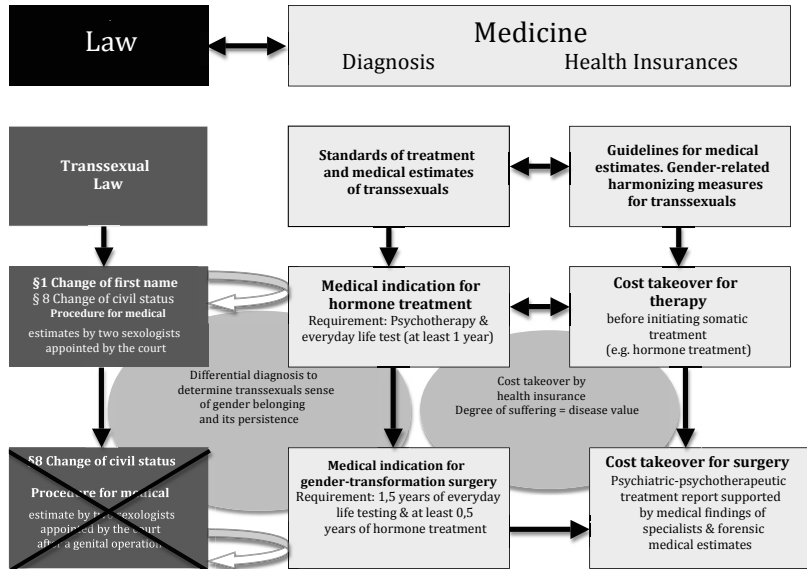 Law
Medicine
Diagnosis Health Insurances
Transsexual
Law
Standards of treatment
and medical estimates
of transsexuals
Guidelines for medical
estimates. Gender-related
harmonizing measures
for transsexuals
§1 Change of first name
§ 8 Change of civil status
Procedure for medical
estimates by two sexologists
appointed by the court
Medical indication for
hormone treatment
Requirement: Psychotherapy &
everyday life test (at least 1 year)
Cost takeover for
therapy
before initiating somatic
treatment
(e.g. hormone treatment)
Differential diagnosis to
determine transsexuals sense
of gender belonging
and its persistence
Cost takeover by
health insurance
Degree of suffering = disease value
§8 Change of civil status
Procedure for medical
estimate by two sexologists
appointed by the court
after a genital operation
Medical indication for
gender-transformation surgery
Requirement: 1,5 years of everyday
life testing & at least 0,5
years of hormone treatment
Cost takeover for surgery
Psychiatric-psychotherapeutic
treatment report supported
by medical findings of
specialists & forensic
medical estimates